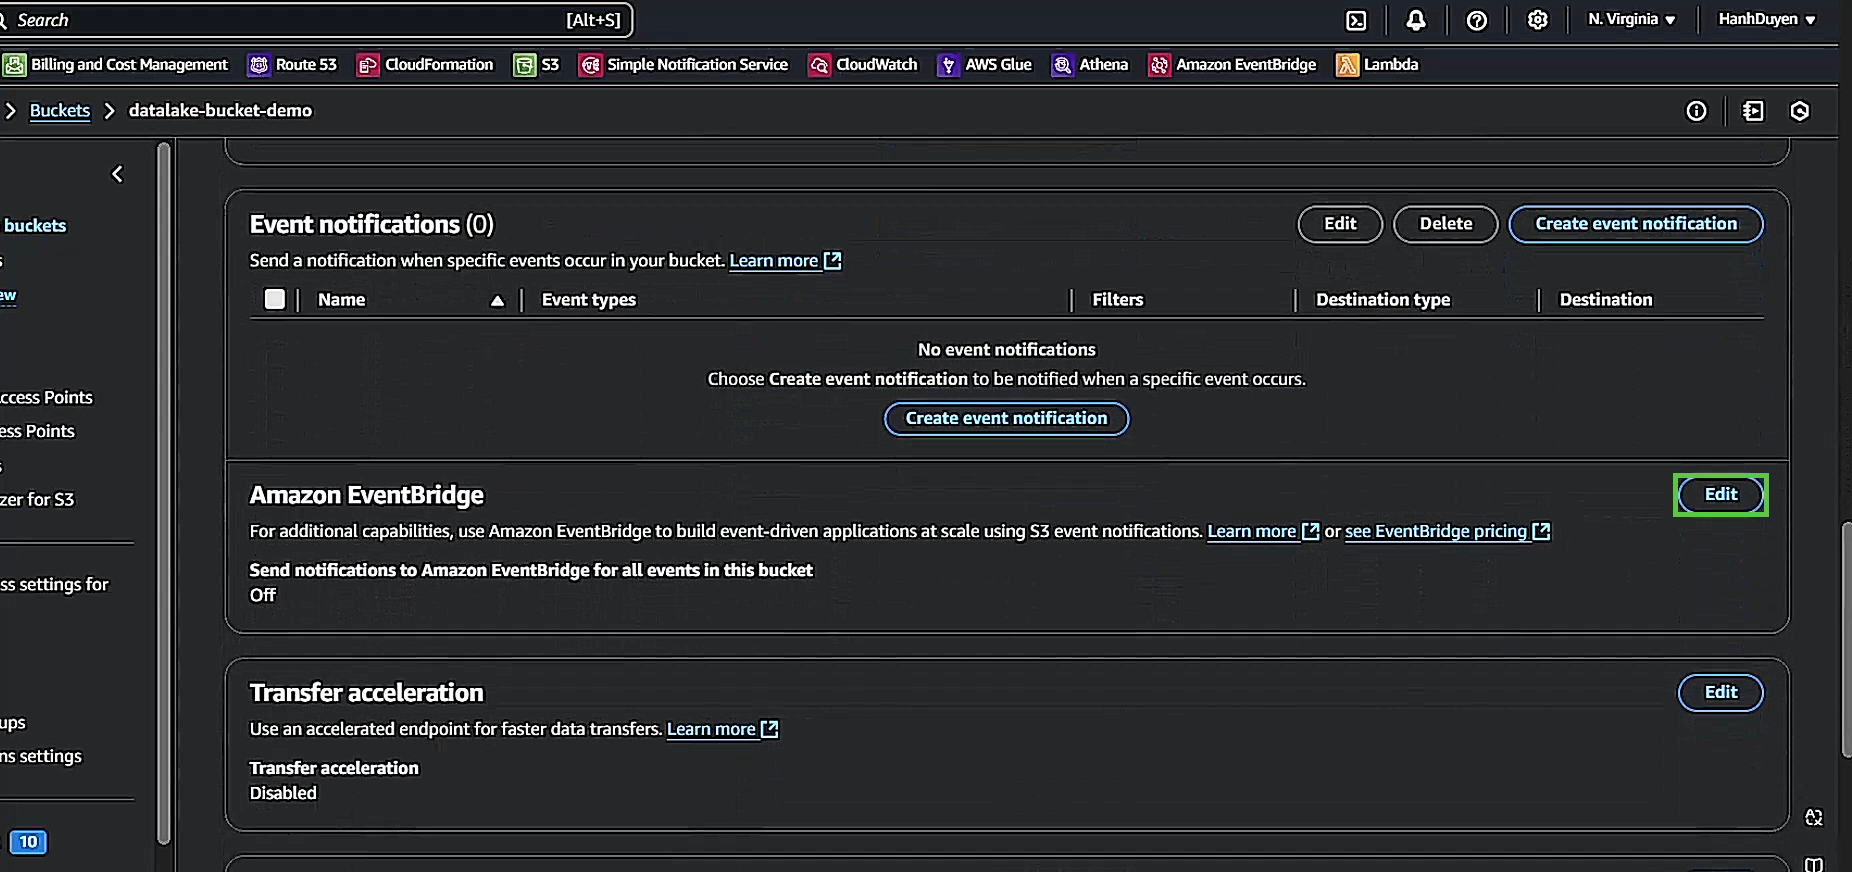 Search [Alt+S] N. Virginia HanhDuyen
Billing and Cost Management Route 53 CloudFormation S3 Simple Notification Service CloudWatch AWS Glue Athena Amazon EventBridge Lambda
Buckets datalake-bucket-demo
buckets
s
ew
ccess Points
ess Points
s
zer for S3
ss settings for
ups
ns settings
10
Event notifications (0) Edit Delete Create event notification
Send a notification when specific events occur in your bucket. Learn more
Name Event types Filters Destination type Destination
No event notifications
Choose Create event notification to be notified when a specific event occurs.
Create event notification
Amazon EventBridge Edit
For additional capabilities, use Amazon EventBridge to build event-driven applications at scale using S3 event notifications. Learn more or see EventBridge pricing
Send notifications to Amazon EventBridge for all events in this bucket
Off
Transfer acceleration Edit
Use an accelerated endpoint for faster data transfers. Learn more
Transfer acceleration
Disabled